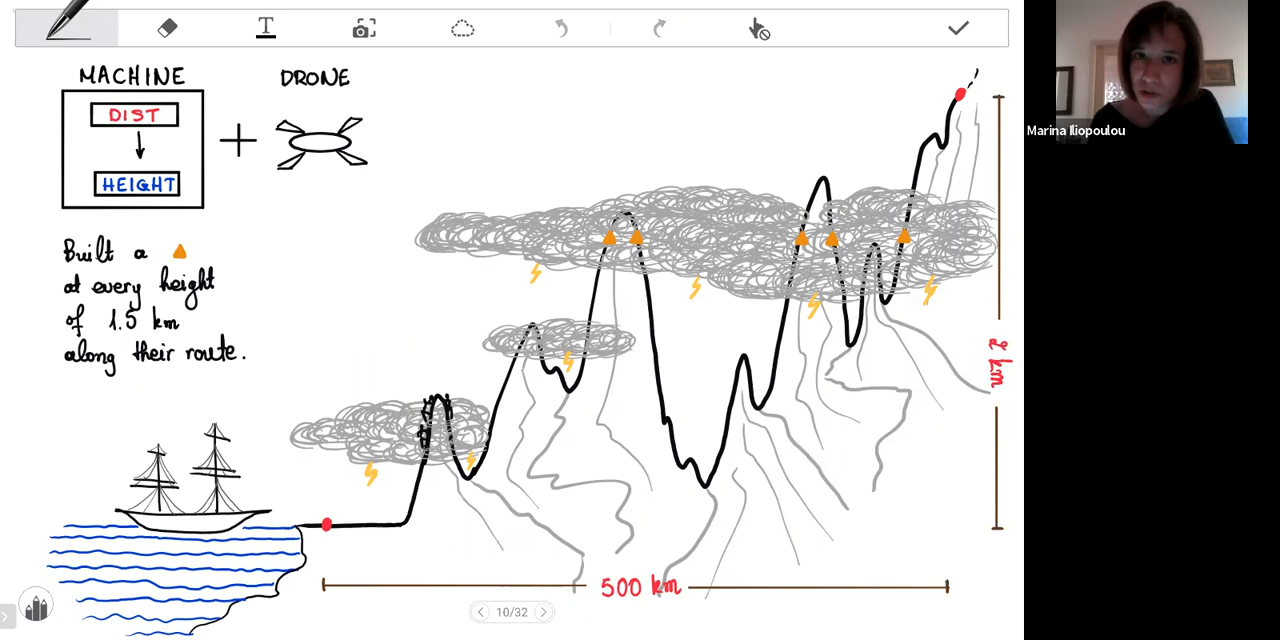 T
MACHINE
DIST
HEIGHT
DRONE
Built a
at every height
of 1.5 km
along their route.
2 km
500 km
10/32
Marina Iliopoulou